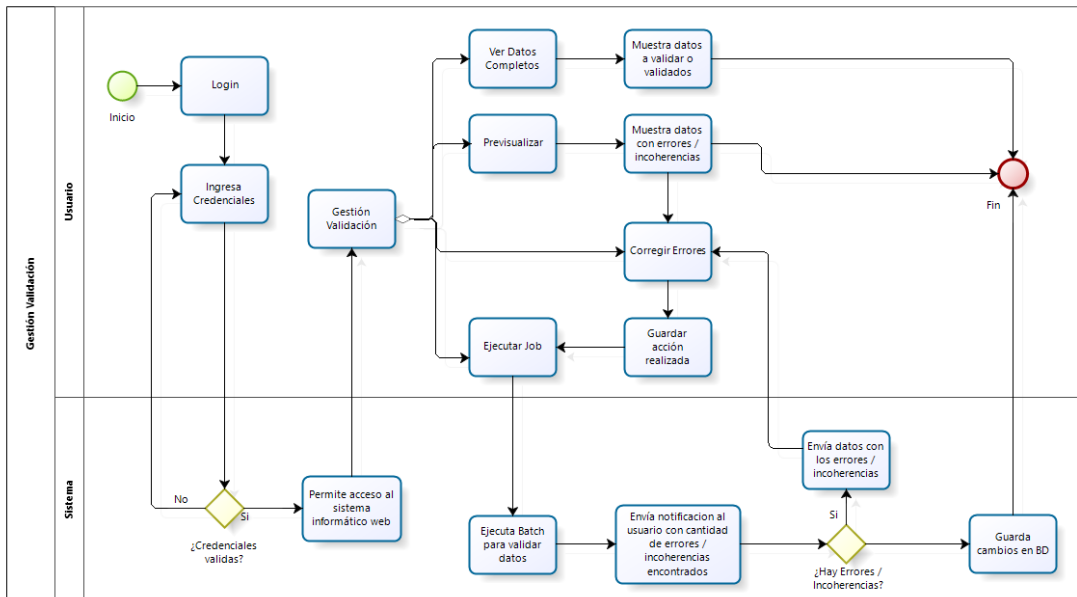 Gestión Validación
Usuario
Inicio
Login
Ingresa
Credenciales
Gestión
Validación
Ver Datos
Completos
Muestra datos
a validar o
validados
Previsualizar
Muestra datos
con errores /
incoherencias
Fin
Corregir Errores
Ejecutar Job
Guardar
acción
realizada
Sistema
No
Si
¿Credenciales
validas?
Permite acceso al
sistema
informático web
Ejecuta Batch
para validar
datos
Envía notificacion al
usuario con cantidad
de errores /
incoherencias
encontrados
Envía datos con
los errores /
incoherencias
Si
¿Hay Errores /
Incoherencias?
Guarda
cambios en BD